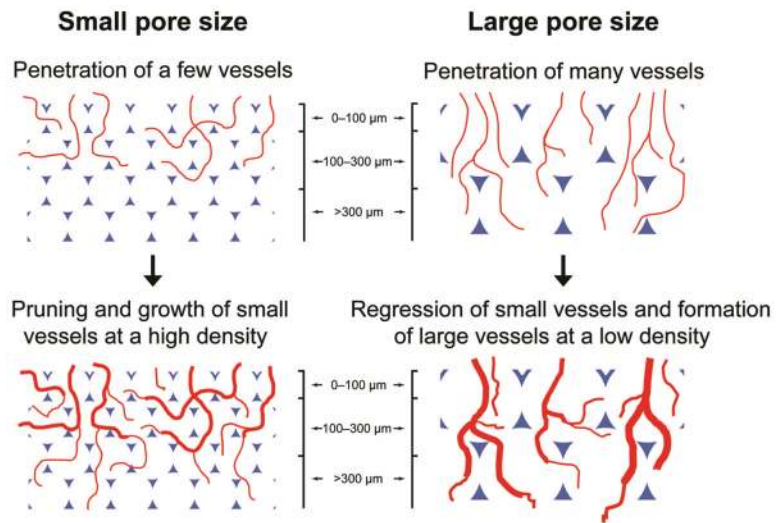 Small pore size
Large pore size
Penetration of a few vessels
Penetration of many vessels
0–100 µm
100–300 µm
>300 µm
Pruning and growth of small
vessels at a high density
Regression of small vessels and formation
of large vessels at a low density
0–100 µm
100–300 µm
>300 µm